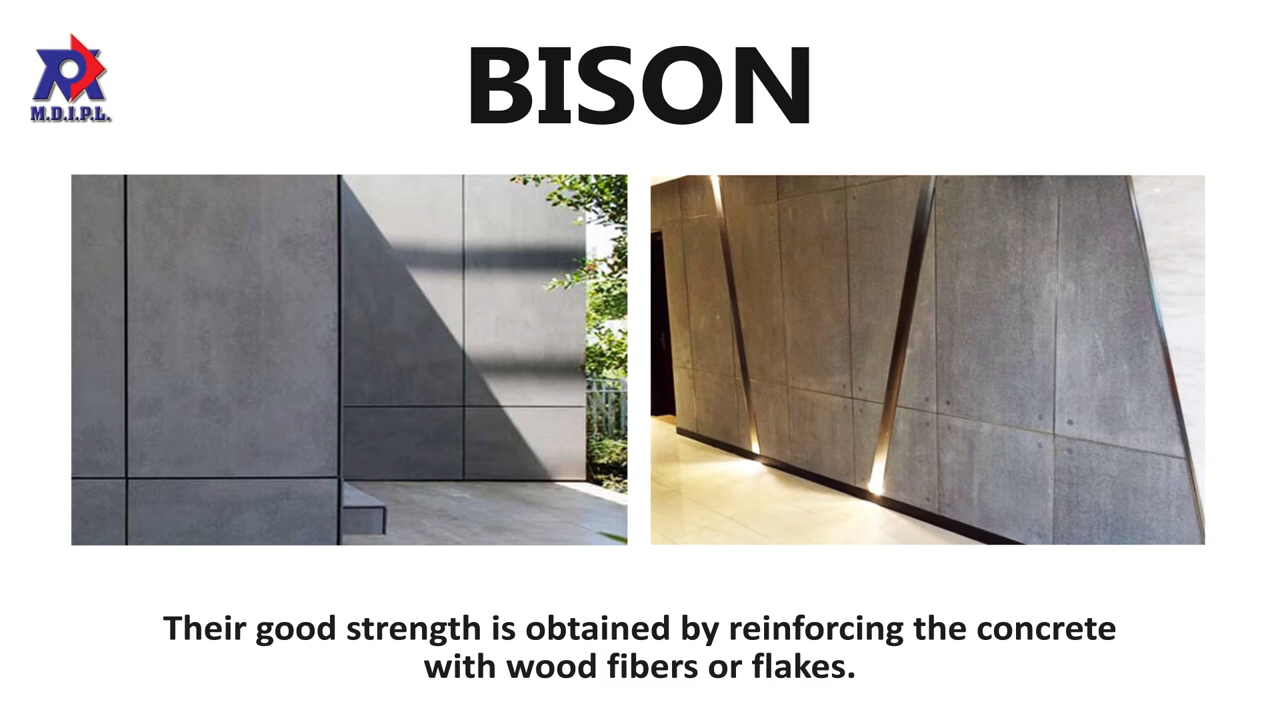 M.D.I.P.L.
BISON
Their good strength is obtained by reinforcing the concrete
with wood fibers or flakes.